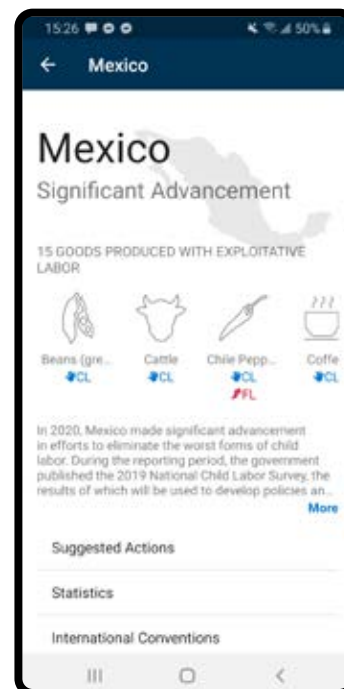 15:26 50%
Mexico
Mexico
Significant Advancement
15 GOODS PRODUCED WITH EXPLOITATIVE
LABOR
Beans (gre... Cattle Chile Pepp... Coffe
CL CL CL CL
FL
In 2020, Mexico made significant advancement
in efforts to eliminate the worst forms of child
labor. During the reporting period, the government
published the 2019 National Child Labor Survey, the
results of which will be used to develop policies an...
More
Suggested Actions
Statistics
International Conventions